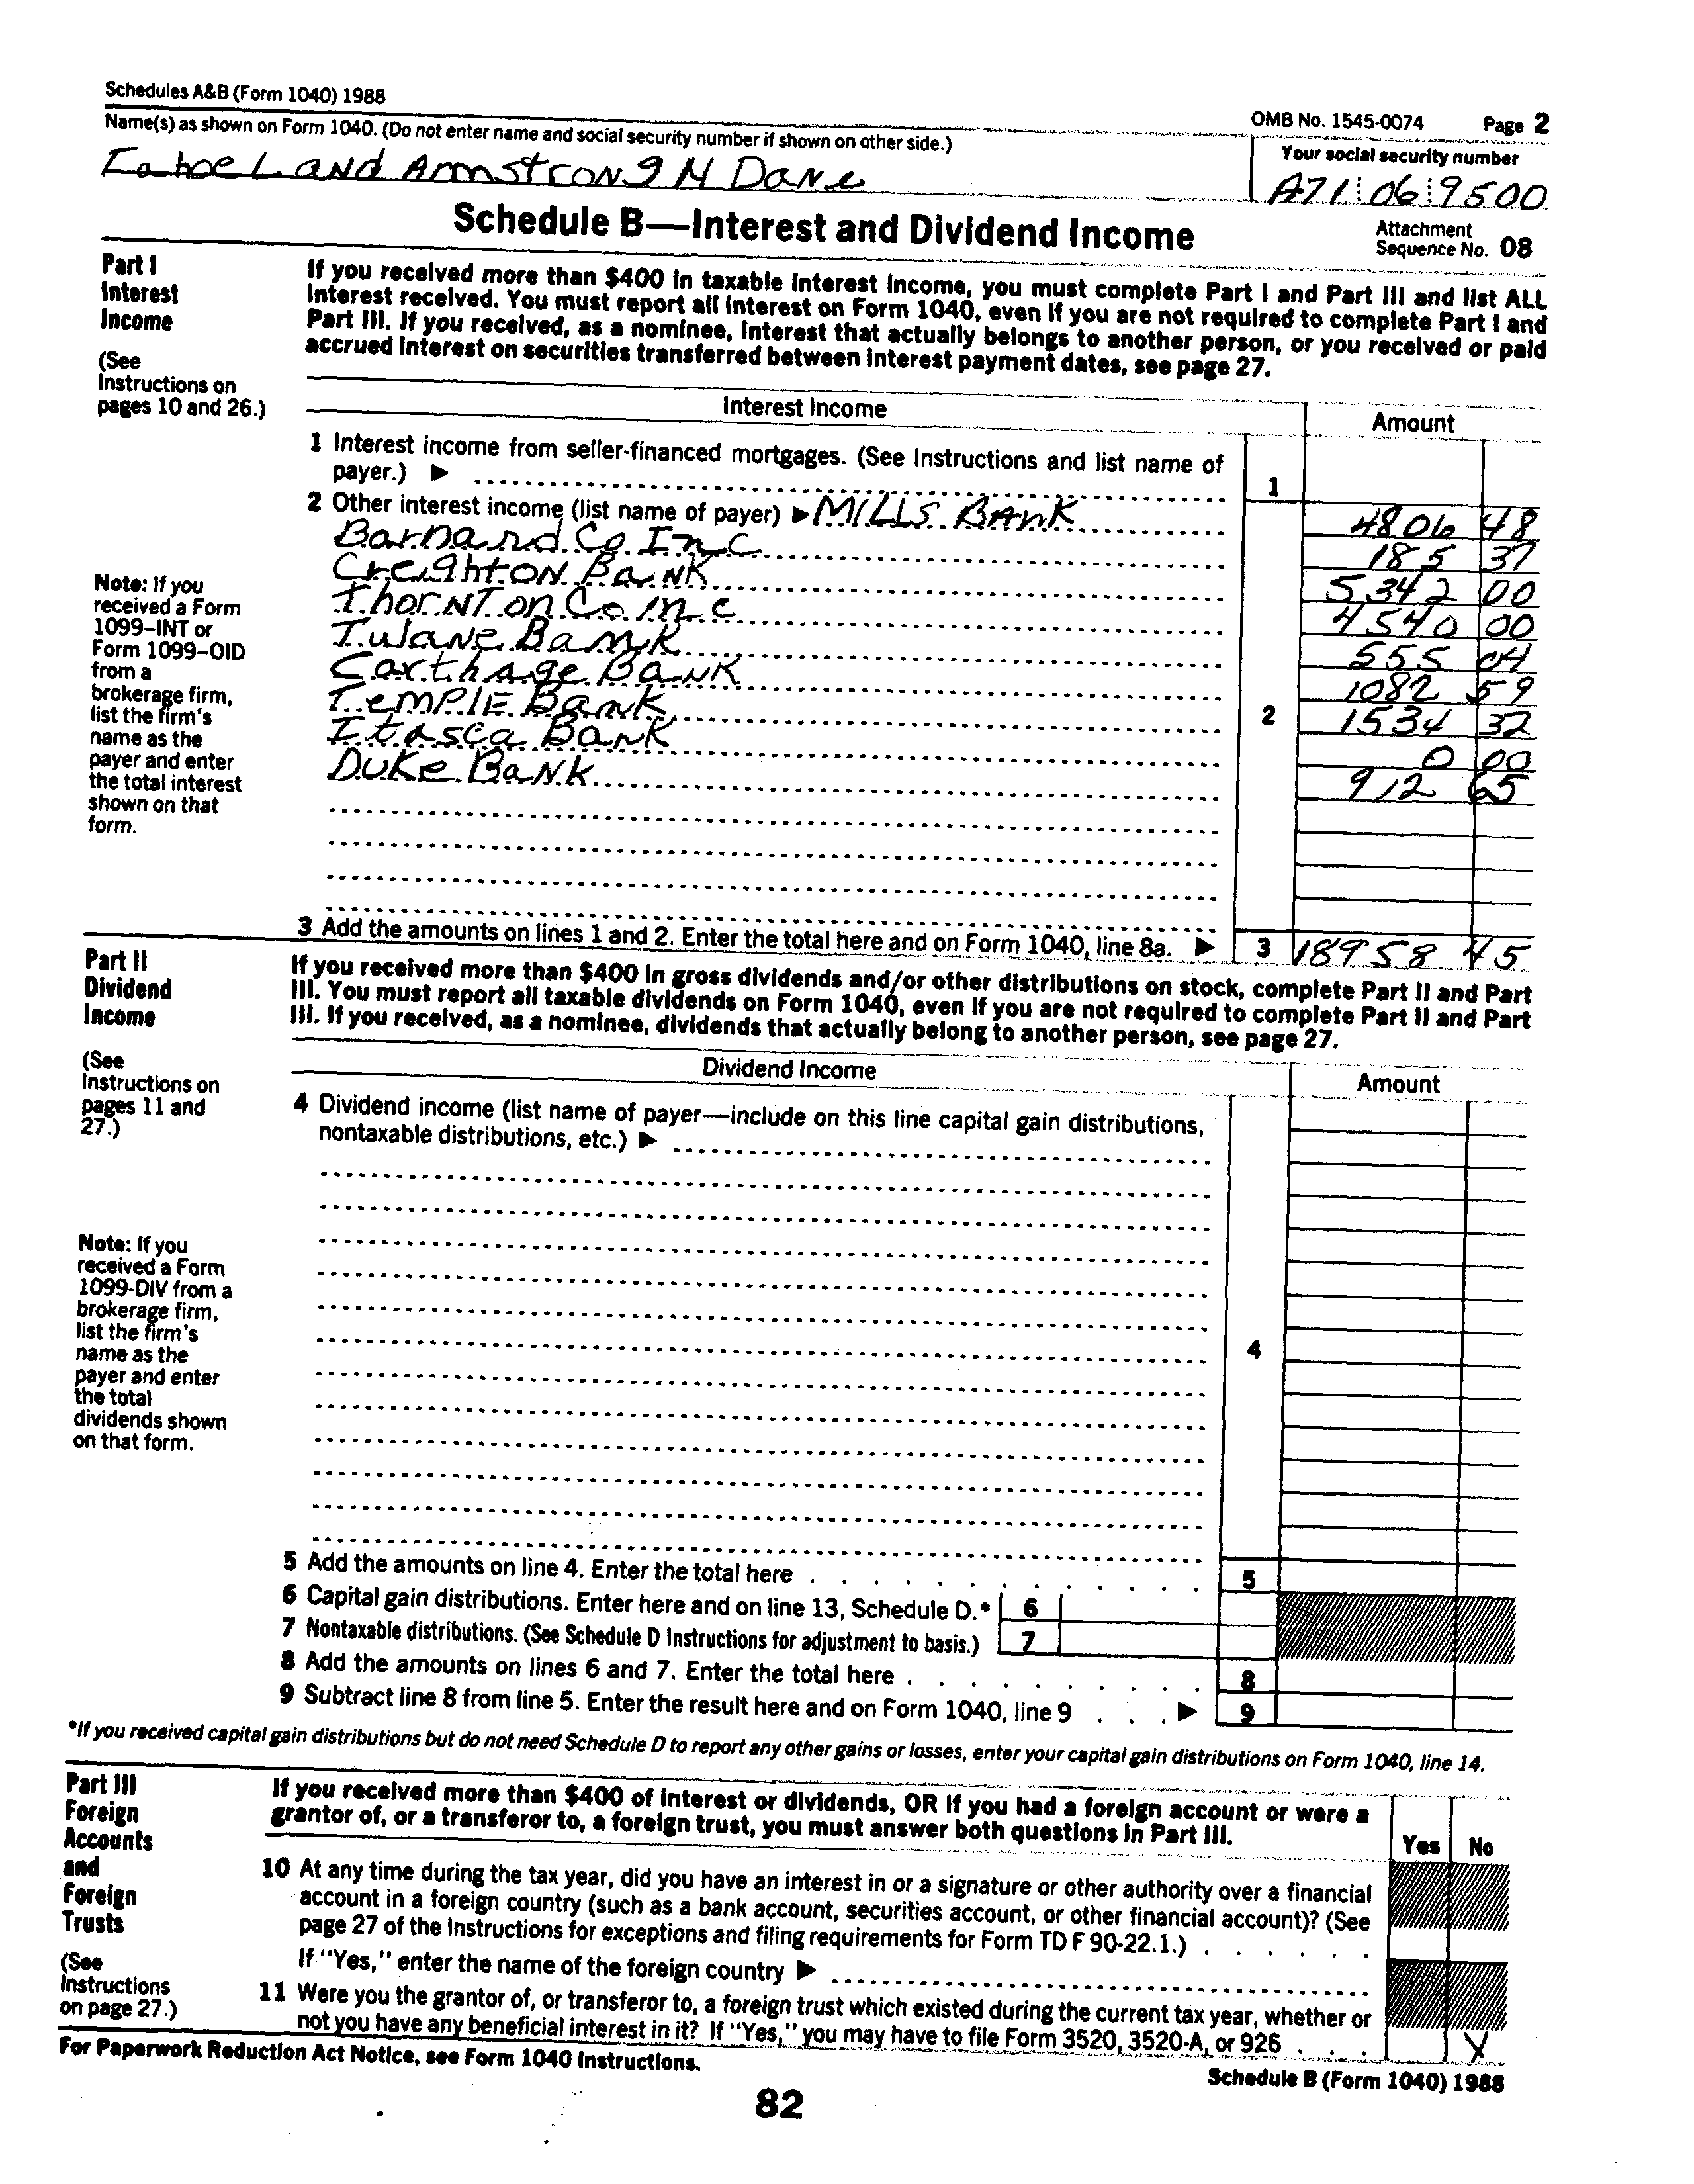 Schedules A&B (Form 1040) 1988
OMB No. 1545-0074 Page 2
Name(s) as shown on Form 1040. (Do not enter name and social security number if shown on other side.)
Your social security number
Tahoe L AND Armstrong N Dane
A71 06 9500
Schedule B—Interest and Dividend Income
Attachment
Sequence No. 08
Part I
Interest
Income
(See
Instructions on
pages 10 and 26.)
If you received more than $400 in taxable interest income, you must complete Part I and Part III and list ALL
interest received. You must report all interest on Form 1040, even if you are not required to complete Part I and
Part III. If you received, as a nominee, interest that actually belongs to another person, or you received or paid
accrued interest on securities transferred between interest payment dates, see page 27.
Interest Income
Amount
1 Interest income from seller-financed mortgages. (See Instructions and list name of
payer.) ▶
1
2 Other interest income (list name of payer) ▶ MILLS BANK 4806 48
Barnard Co Inc 185 37
Creighton Bank 5342 00
Thornton Co Inc 4540 00
Tulane Bank 555 04
Carthage Bank 1082 59
Temple Bank 1534 32
Itasca Bank 0 00
Duke Bank 912 65
2
Note: If you
received a Form
1099–INT or
Form 1099–OID
from a
brokerage firm,
list the firm's
name as the
payer and enter
the total interest
shown on that
form.
3 Add the amounts on lines 1 and 2. Enter the total here and on Form 1040, line 8a. ▶ 3 18958 45
Part II
Dividend
Income
(See
Instructions on
pages 11 and
27.)
If you received more than $400 in gross dividends and/or other distributions on stock, complete Part II and Part
III. You must report all taxable dividends on Form 1040, even if you are not required to complete Part II and Part
III. If you received, as a nominee, dividends that actually belong to another person, see page 27.
Dividend Income
Amount
4 Dividend income (list name of payer—include on this line capital gain distributions,
nontaxable distributions, etc.) ▶
4
Note: If you
received a Form
1099-DIV from a
brokerage firm,
list the firm's
name as the
payer and enter
the total
dividends shown
on that form.
5 Add the amounts on line 4. Enter the total here . . . 5
6 Capital gain distributions. Enter here and on line 13, Schedule D.* 6
7 Nontaxable distributions. (See Schedule D Instructions for adjustment to basis.) 7
8 Add the amounts on lines 6 and 7. Enter the total here . . . 8
9 Subtract line 8 from line 5. Enter the result here and on Form 1040, line 9 . . . ▶ 9
*If you received capital gain distributions but do not need Schedule D to report any other gains or losses, enter your capital gain distributions on Form 1040, line 14.
Part III
Foreign
Accounts
and
Foreign
Trusts
(See
Instructions
on page 27.)
If you received more than $400 of interest or dividends, OR if you had a foreign account or were a
grantor of, or a transferor to, a foreign trust, you must answer both questions in Part III.
Yes No
10 At any time during the tax year, did you have an interest in or a signature or other authority over a financial
account in a foreign country (such as a bank account, securities account, or other financial account)? (See
page 27 of the Instructions for exceptions and filing requirements for Form TD F 90-22.1.) . . . . . .
If "Yes," enter the name of the foreign country ▶
11 Were you the grantor of, or transferor to, a foreign trust which existed during the current tax year, whether or
not you have any beneficial interest in it? If "Yes," you may have to file Form 3520, 3520-A, or 926 . . . X
For Paperwork Reduction Act Notice, see Form 1040 Instructions.
Schedule B (Form 1040) 1988
82